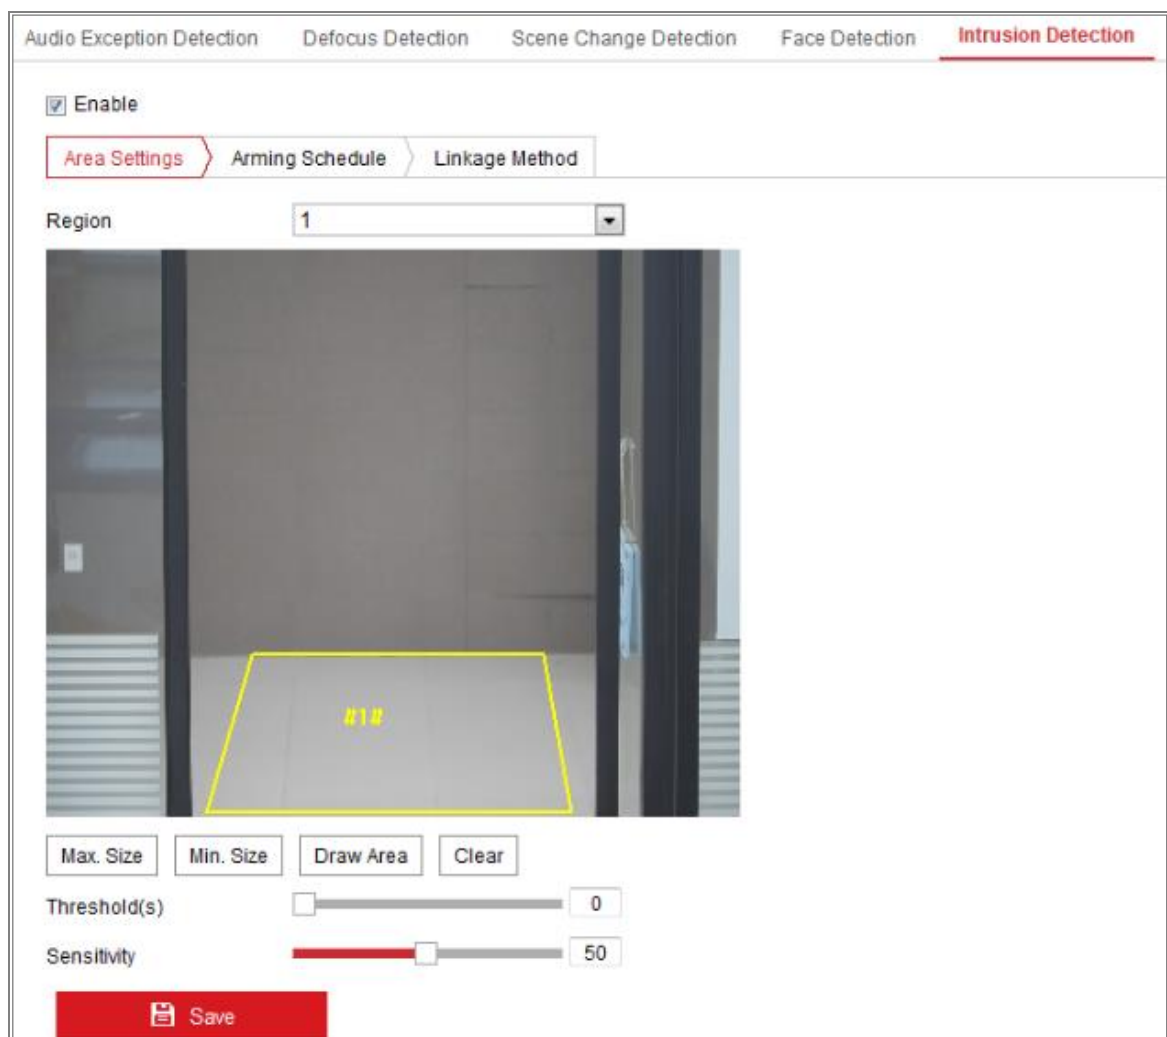 Audio Exception Detection Defocus Detection Scene Change Detection Face Detection Intrusion Detection
Enable
Area Settings Arming Schedule Linkage Method
Region 1
#1#
Max. Size Min. Size Draw Area Clear
Threshold(s) 0
Sensitivity 50
Save